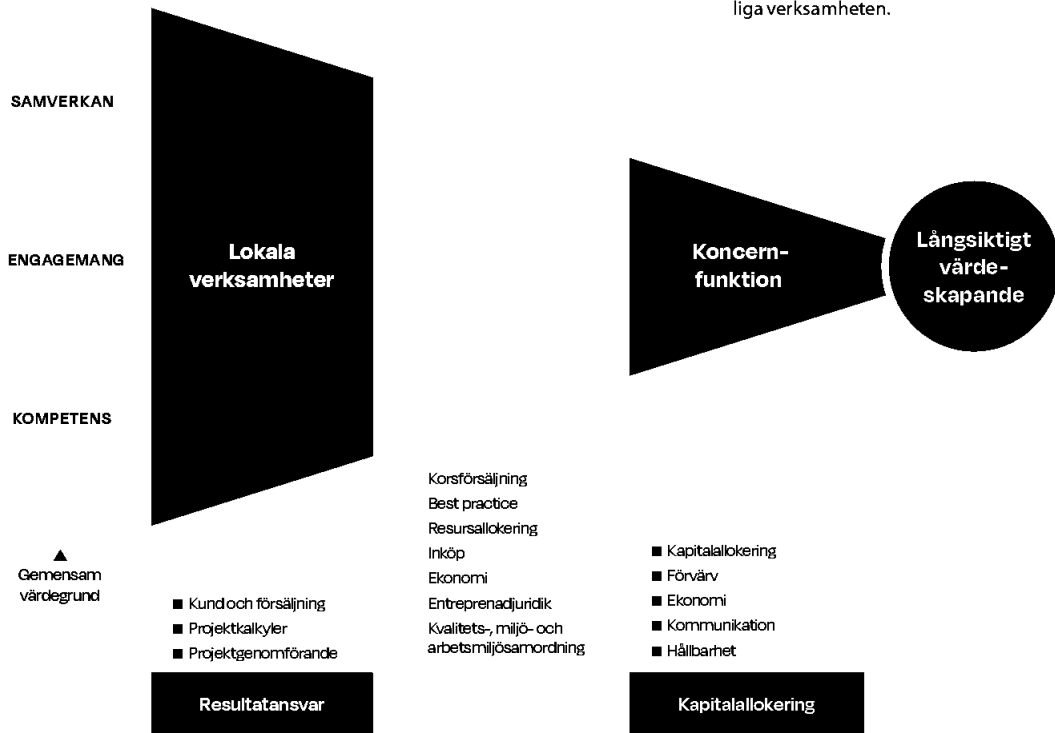 liga verksamheten.
SAMVERKAN
ENGAGEMANG
KOMPETENS
▲
Gemensam
värdegrund
Lokala
verksamheter
■ Kund och försäljning
■ Projektkalkyler
■ Projektgenomförande
Resultatansvar
Korsförsäljning
Best practice
Resursallokering
Inköp
Ekonomi
Entreprenadjuridik
Kvalitets-, miljö- och
arbetsmiljösamordning
Koncern-
funktion
■ Kapitalallokering
■ Förvärv
■ Ekonomi
■ Kommunikation
■ Hållbarhet
Kapitalallokering
Långsiktigt
värde-
skapande